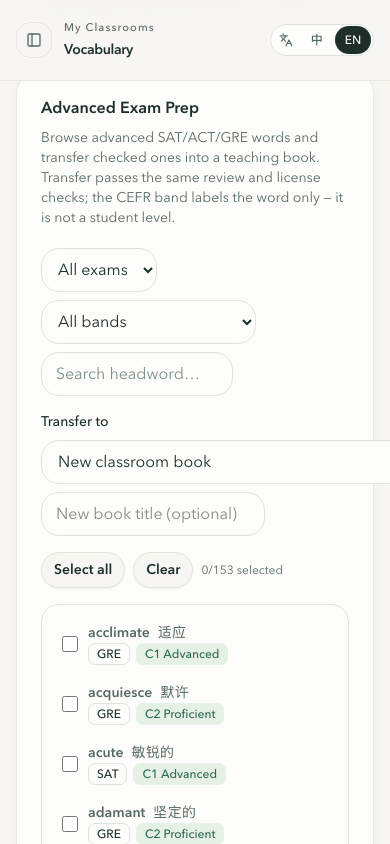 My Classrooms
Vocabulary
中
EN
Advanced Exam Prep
Browse advanced SAT/ACT/GRE words and
transfer checked ones into a teaching book.
Transfer passes the same review and license
checks; the CEFR band labels the word only — it
is not a student level.
All exams
All bands
Search headword…
Transfer to
New classroom book
New book title (optional)
Select all
Clear
0/153 selected
acclimate 适应
GRE
C1 Advanced
acquiesce 默许
GRE
C2 Proficient
acute 敏锐的
SAT
C1 Advanced
adamant 坚定的
GRE
C2 Proficient